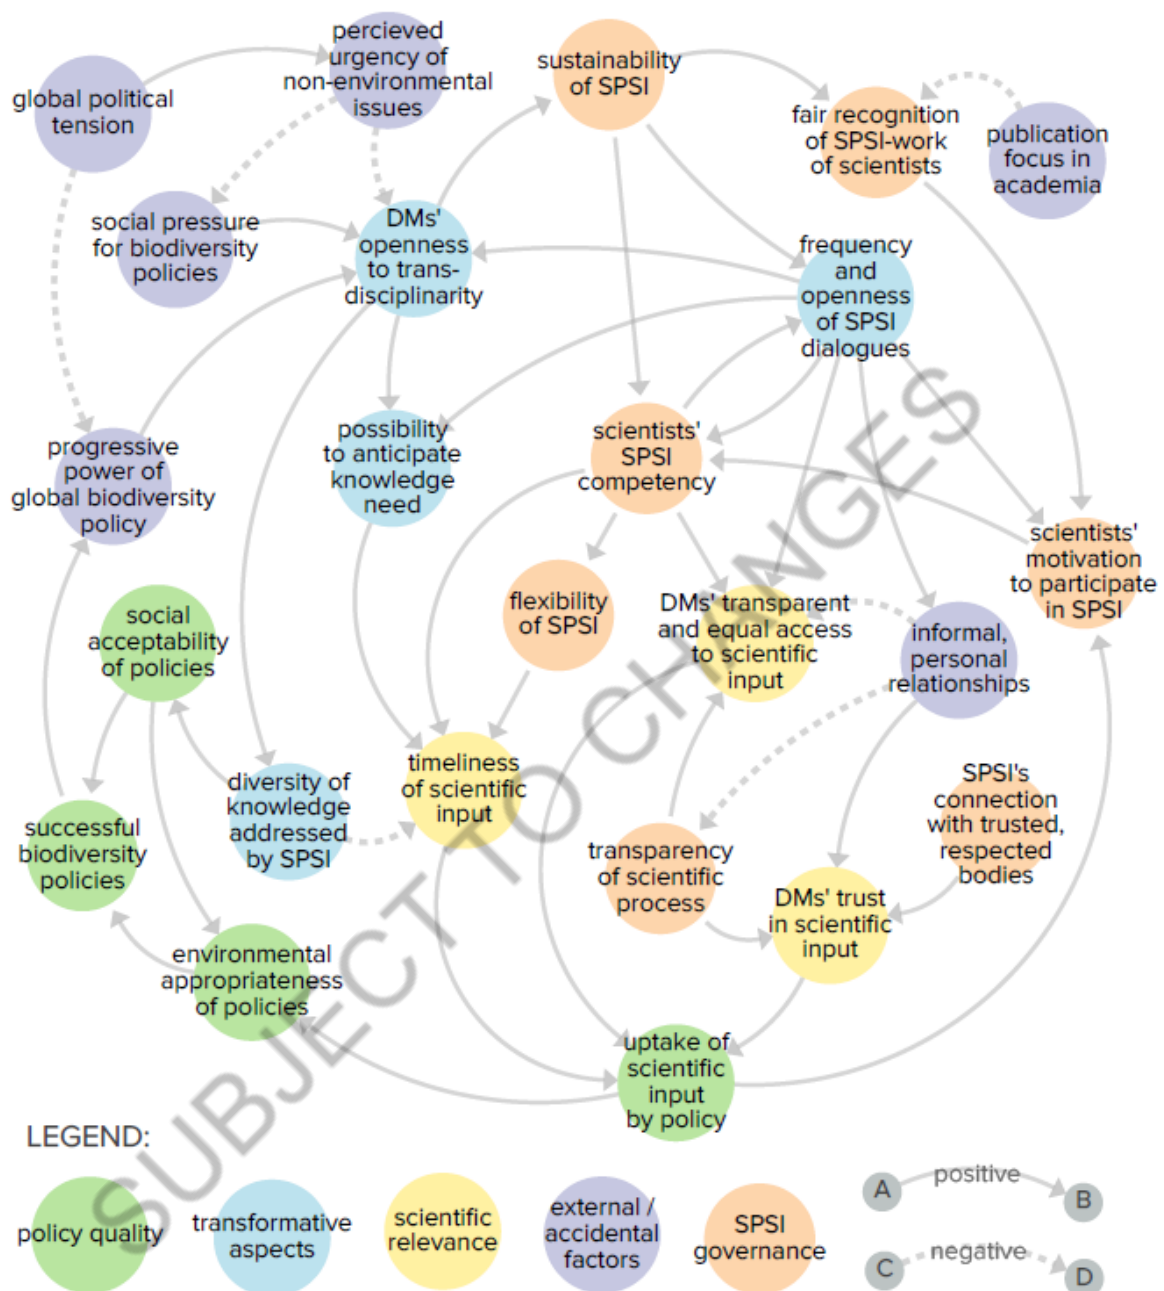 percieved
urgency of
non-environmental
issues
global political
tension
sustainability
of SPSI
fair recognition
of SPSI-work
of scientists
publication
focus in
academia
social pressure
for biodiversity
policies
DMs'
openness
to trans-
disciplinarity
frequency
and
openness
of SPSI
dialogues
progressive
power of
global biodiversity
policy
possibility
to anticipate
knowledge
need
scientists'
SPSI
competency
scientists'
motivation
to participate
in SPSI
social
acceptability
of policies
flexibility
of SPSI
DMs' transparent
and equal access
to scientific
input
informal,
personal
relationships
timeliness
of scientific
input
diversity of
knowledge
addressed
by SPSI
successful
biodiversity
policies
transparency
of scientific
process
SPSI's
connection
with trusted,
respected
bodies
DMs' trust
in scientific
input
environmental
appropriateness
of policies
uptake of
scientific
input
by policy
SUBJECT TO CHANGES
LEGEND:
policy quality
transformative
aspects
scientific
relevance
external /
accidental
factors
SPSI
governance
A positive B
C negative D